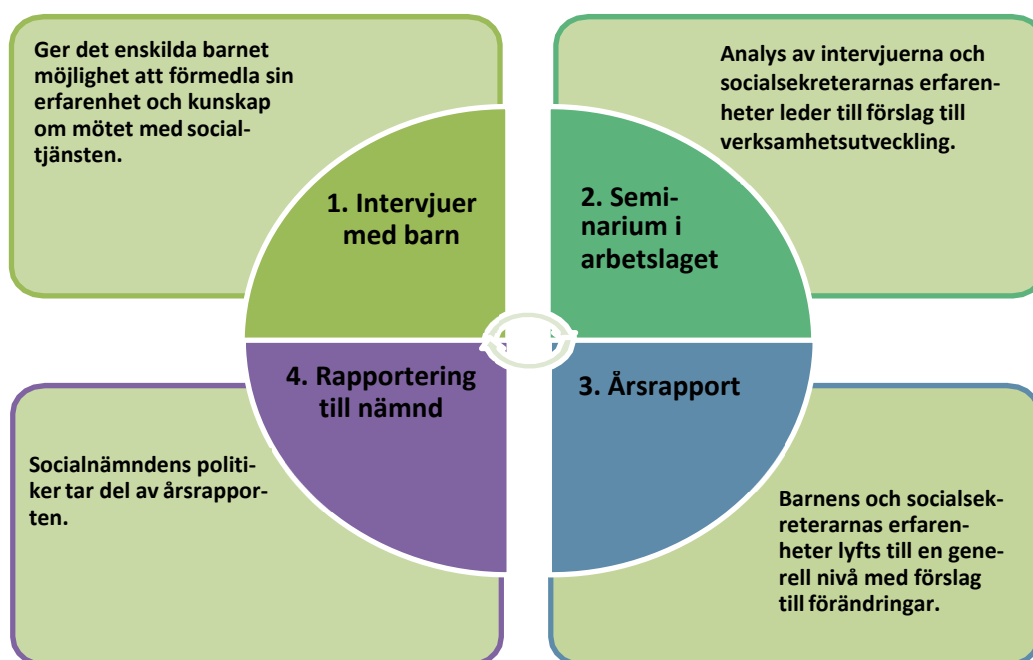 Ger det enskilda barnet
möjlighet att förmedla sin
erfarenhet och kunskap
om mötet med social-
tjänsten.
1. Intervjuer
med barn
Analys av intervjuerna och
socialsekreterarnas erfaren-
heter leder till förslag till
verksamhetsutveckling.
2. Semi-
narium i
arbetslaget
4. Rapportering
till nämnd
Socialnämndens politi-
ker tar del av årsrappor-
ten.
3. Årsrapport
Barnens och socialsek-
reterarnas erfaren-
heter lyfts till en gene-
rell nivå med förslag
till förändringar.